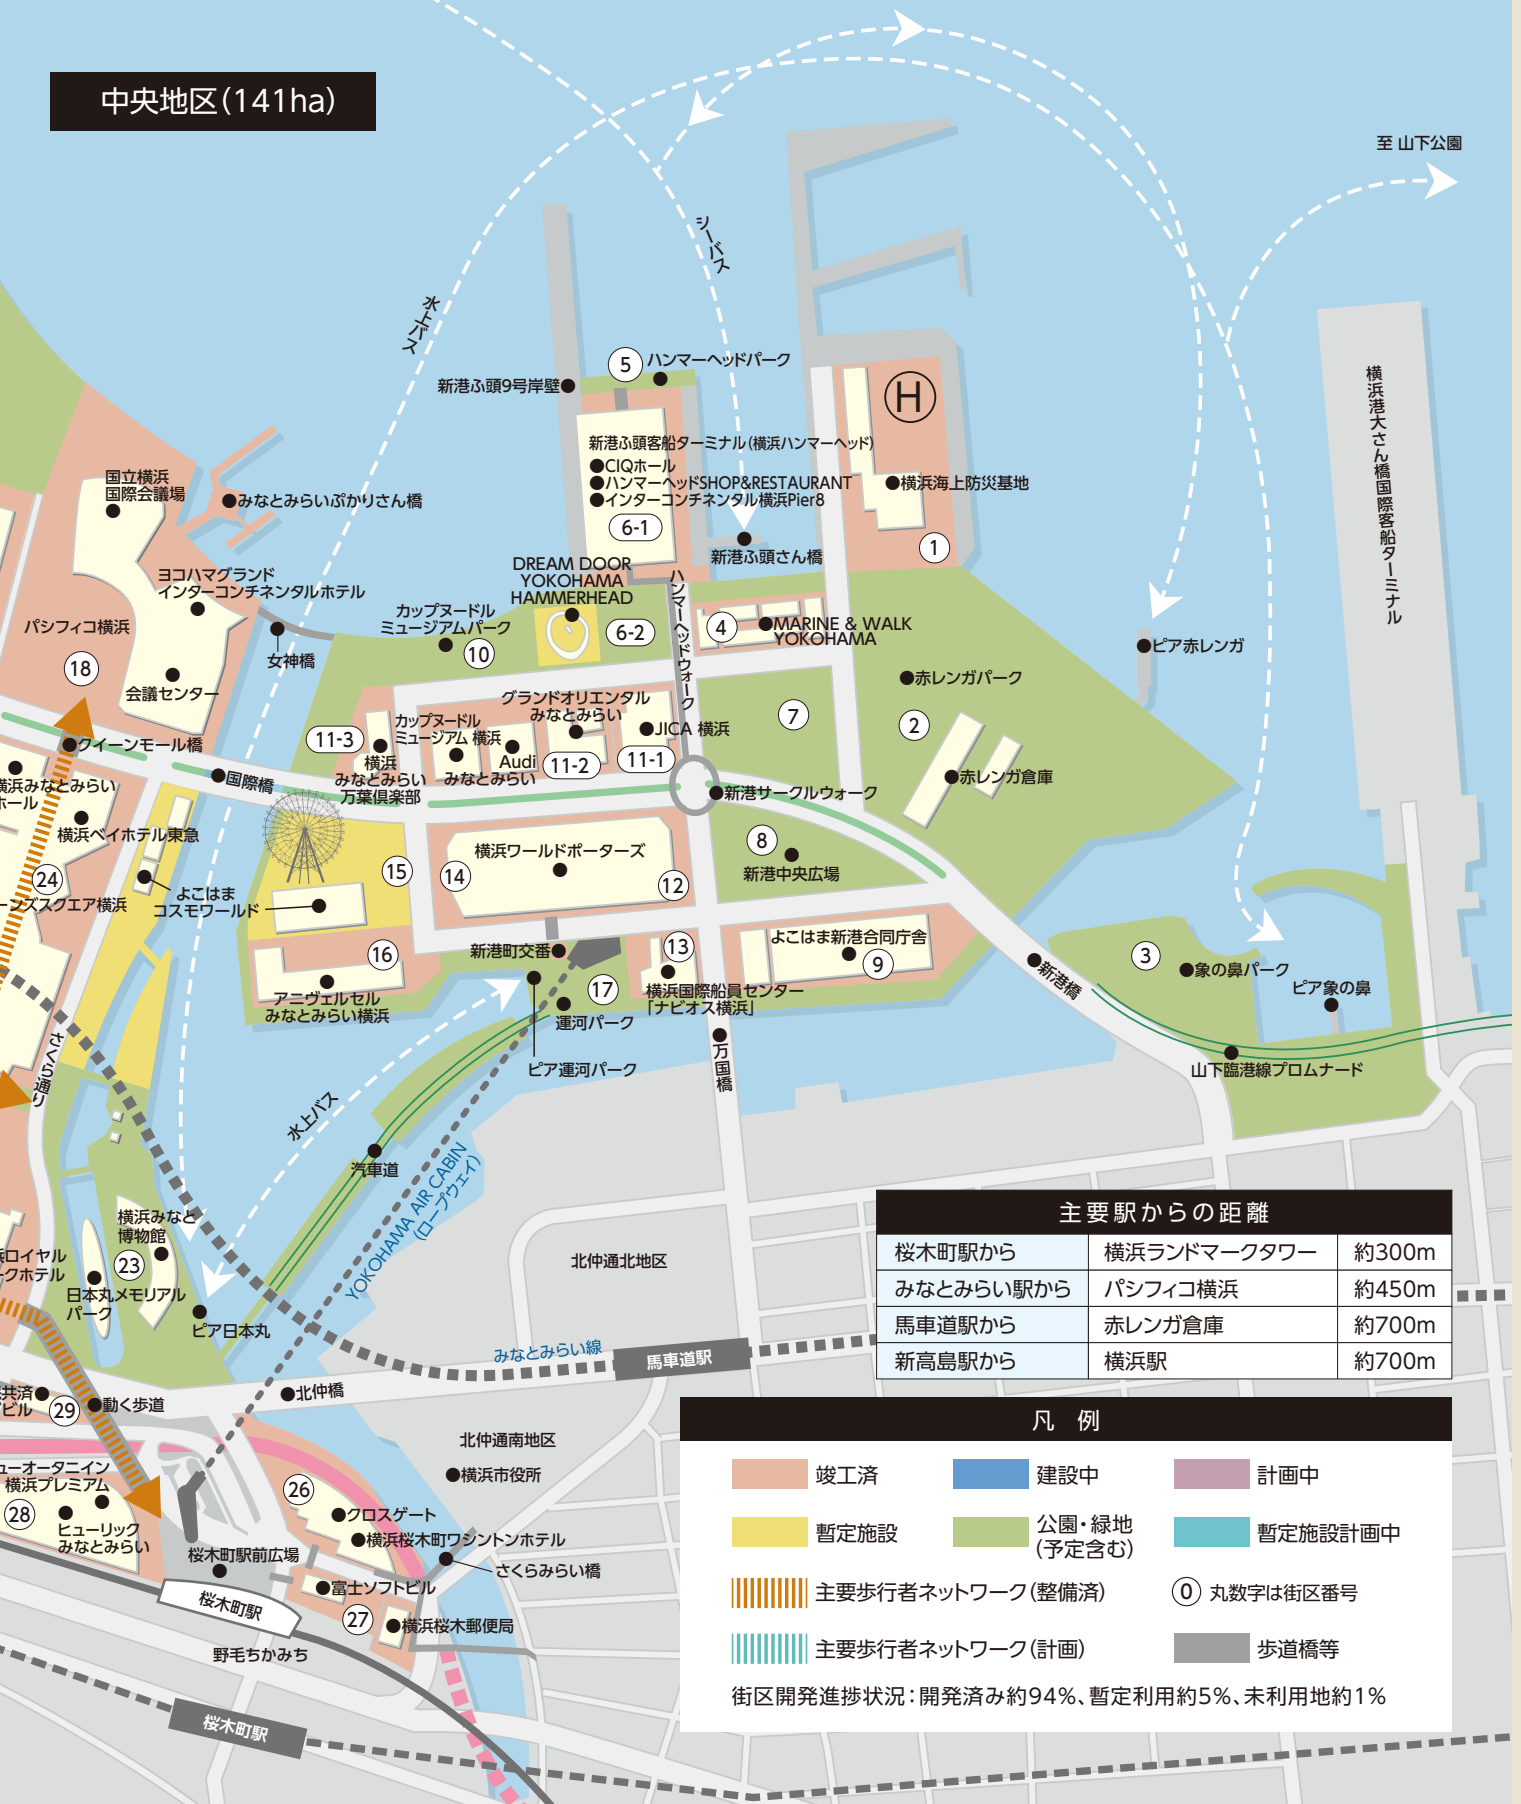 中央地区(141ha)
至 山下公園
シーバス
水上バス
ハンマーヘッドパーク
5
新港ふ頭9号岸壁
H
横浜港大さん橋国際客船ターミナル
新港ふ頭客船ターミナル(横浜ハンマーヘッド)
CIQホール
ハンマーヘッドSHOP&RESTAURANT
インターコンチネンタル横浜Pier8
6-1
横浜海上防災基地
1
新港ふ頭さん橋
国立横浜
国際会議場
みなとみらいぷかりさん橋
ヨコハマグランド
インターコンチネンタルホテル
パシフィコ横浜
18
会議センター
女神橋
DREAM DOOR
YOKOHAMA
HAMMERHEAD
カップヌードル
ミュージアムパーク
10
6-2
ハンマーヘッドウォーク
4
MARINE & WALK
YOKOHAMA
ピア赤レンガ
赤レンガパーク
2
7
赤レンガ倉庫
グランドオリエンタル
みなとみらい
JICA 横浜
カップヌードル
ミュージアム 横浜
11-3
横浜
みなとみらい
万葉倶楽部
Audi
みなとみらい
11-2
11-1
クイーンモール橋
国際橋
新港サークルウォーク
横浜みなとみらい
ホール
横浜ベイホテル東急
24
ーンズスクエア横浜
よこはま
コスモワールド
15
14
横浜ワールドポーターズ
12
8
新港中央広場
16
アニヴェルセル
みなとみらい横浜
新港町交番
13
横浜国際船員センター
「ナビオス横浜」
よこはま新港合同庁舎
9
新港橋
3
象の鼻パーク
ピア象の鼻
17
運河パーク
ピア運河パーク
万国橋
山下臨港線プロムナード
さくら通り
水上バス
汽車道
YOKOHAMA AIR CABIN
(ロープウェイ)
横浜みなと
博物館
23
日本丸メモリアル
パーク
ピア日本丸
浜ロイヤル
ークホテル
北仲通北地区
みなとみらい線
馬車道駅
主要駅からの距離
桜木町駅から 横浜ランドマークタワー 約300m
みなとみらい駅から パシフィコ横浜 約450m
馬車道駅から 赤レンガ倉庫 約700m
新高島駅から 横浜駅 約700m
共済
ビル
29
動く歩道
北仲橋
北仲通南地区
横浜市役所
ューオータニイン
横浜プレミアム
28
ヒューリック
みなとみらい
26
クロスゲート
横浜桜木町ワシントンホテル
さくらみらい橋
桜木町駅前広場
富士ソフトビル
27
横浜桜木郵便局
桜木町駅
野毛ちかみち
桜木町駅
凡 例
竣工済
建設中
計画中
暫定施設
公園・緑地
(予定含む)
暫定施設計画中
主要歩行者ネットワーク(整備済)
0 丸数字は街区番号
主要歩行者ネットワーク(計画)
歩道橋等
街区開発進捗状況:開発済み約94%、暫定利用約5%、未利用地約1%